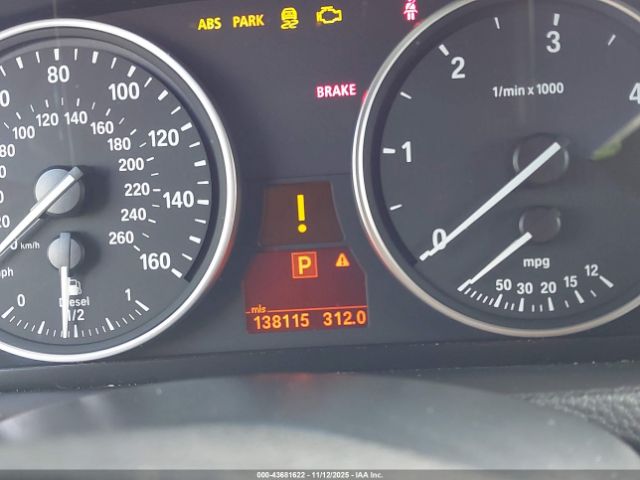 ABS PARK
BRAKE
80
100
120
140
160
100 120 140
80
160
180
200
220
240
260
km/h
0 Diesel 1
1/2
!
P
mls
138115 312.0
1/min x 1000
0
1
2
3
4
mpg
50 30 20 15 12
000-43681622 - 11/12/2025 - IAA Inc.